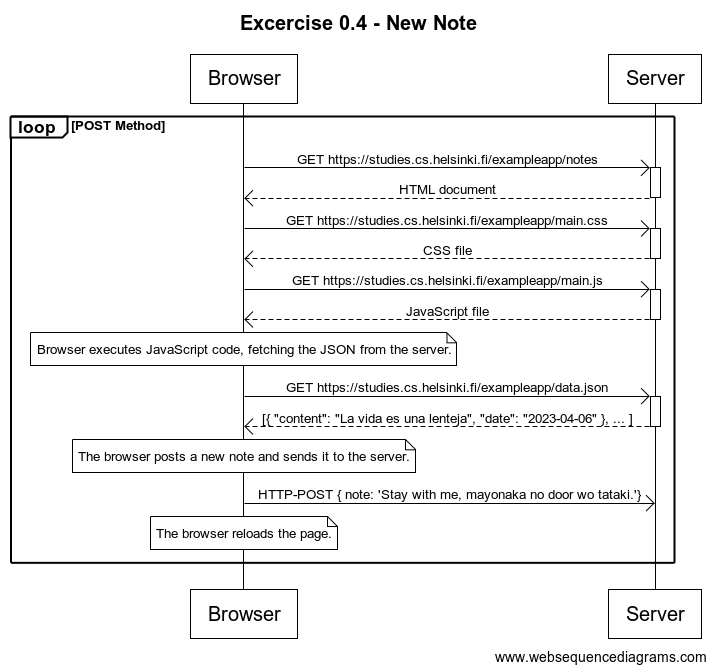 Excercise 0.4 - New Note
Browser
Server
loop
[POST Method]
GET https://studies.cs.helsinki.fi/exampleapp/notes
HTML document
GET https://studies.cs.helsinki.fi/exampleapp/main.css
CSS file
GET https://studies.cs.helsinki.fi/exampleapp/main.js
JavaScript file
Browser executes JavaScript code, fetching the JSON from the server.
GET https://studies.cs.helsinki.fi/exampleapp/data.json
[{ "content": "La vida es una lenteja", "date": "2023-04-06" }, ... ]
The browser posts a new note and sends it to the server.
HTTP-POST { note: 'Stay with me, mayonaka no door wo tataki.'}
The browser reloads the page.
Browser
Server
www.websequencediagrams.com